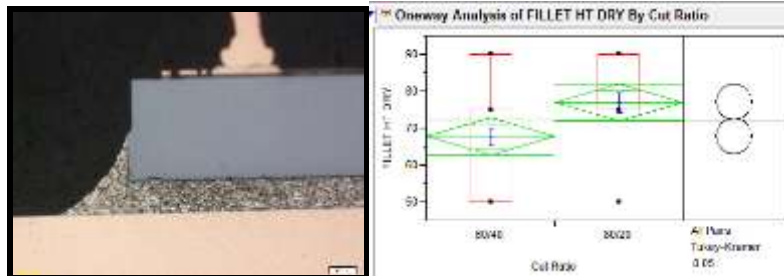 Oneway Analysis of FILLET HT DRY By Cut Ratio
FILLET HT DRY
90
80
70
60
50
80/40
80/20
Cut Ratio
All Pairs
Tukey-Kramer
0.05